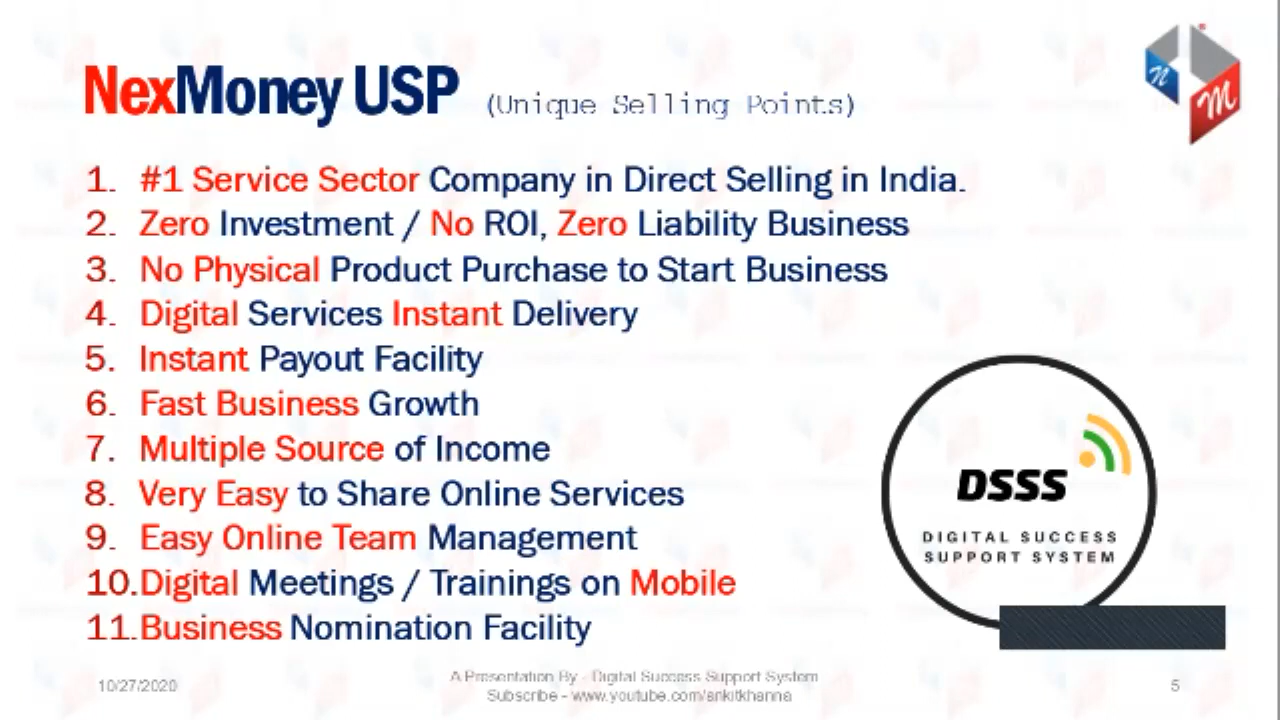 NexMoney USP (Unique Selling Points)
n M
1. #1 Service Sector Company in Direct Selling in India.
2. Zero Investment / No ROI, Zero Liability Business
3. No Physical Product Purchase to Start Business
4. Digital Services Instant Delivery
5. Instant Payout Facility
6. Fast Business Growth
7. Multiple Source of Income
8. Very Easy to Share Online Services
9. Easy Online Team Management
10.Digital Meetings / Trainings on Mobile
11.Business Nomination Facility
DSSS
DIGITAL SUCCESS
SUPPORT SYSTEM
10/27/2020
A Presentation By - Digital Success Support System
Subscribe - www.youtube.com/ankitkhanna
5